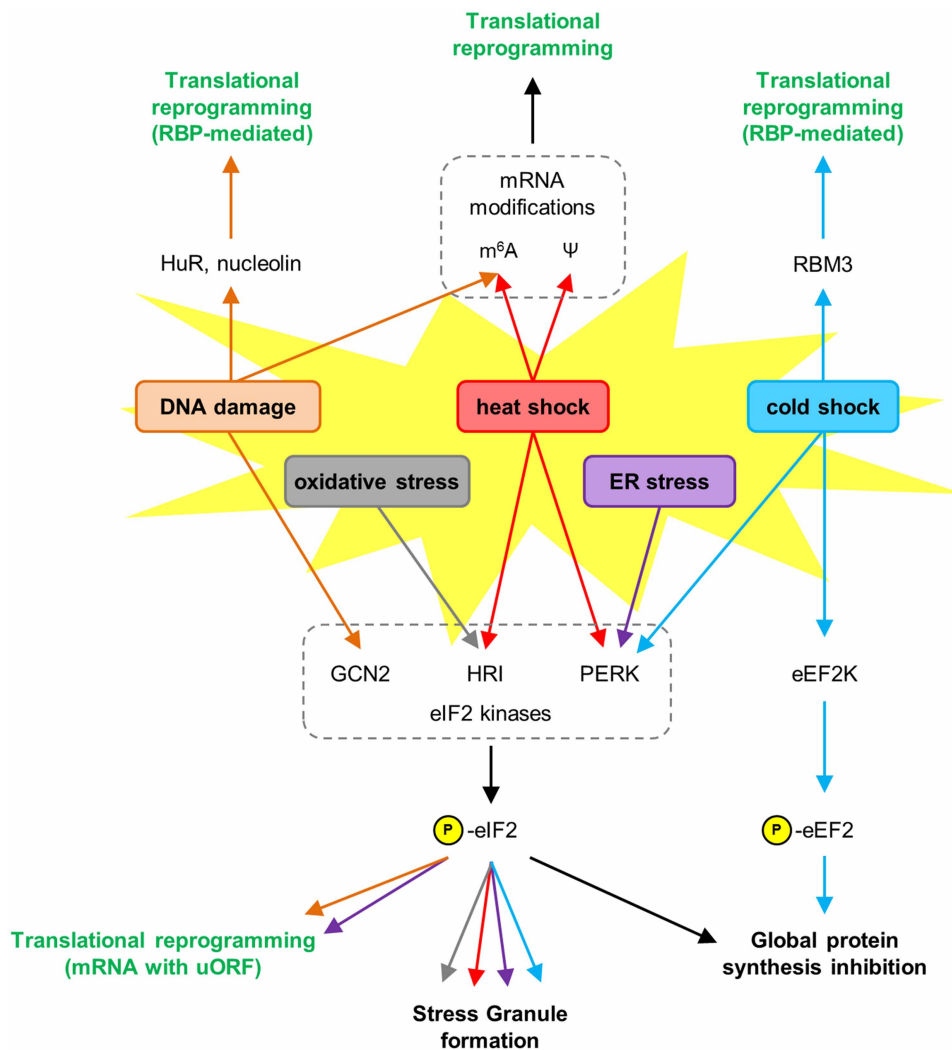 Translational
reprogramming
Translational
reprogramming
(RBP-mediated)
Translational
reprogramming
(RBP-mediated)
mRNA
modifications
m⁶A Ψ
HuR, nucleolin
RBM3
DNA damage
heat shock
cold shock
oxidative stress
ER stress
GCN2 HRI PERK
eIF2 kinases
eEF2K
P -eIF2
P -eEF2
Translational reprogramming
(mRNA with uORF)
Global protein
synthesis inhibition
Stress Granule
formation